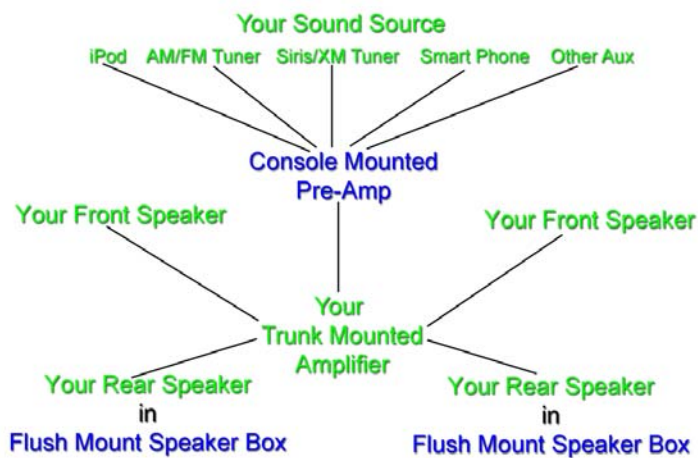 Your Sound Source
iPod AM/FM Tuner Siris/XM Tuner Smart Phone Other Aux
Console Mounted
Pre-Amp
Your Front Speaker
Your Front Speaker
Your
Trunk Mounted
Amplifier
Your Rear Speaker
in
Flush Mount Speaker Box
Your Rear Speaker
in
Flush Mount Speaker Box